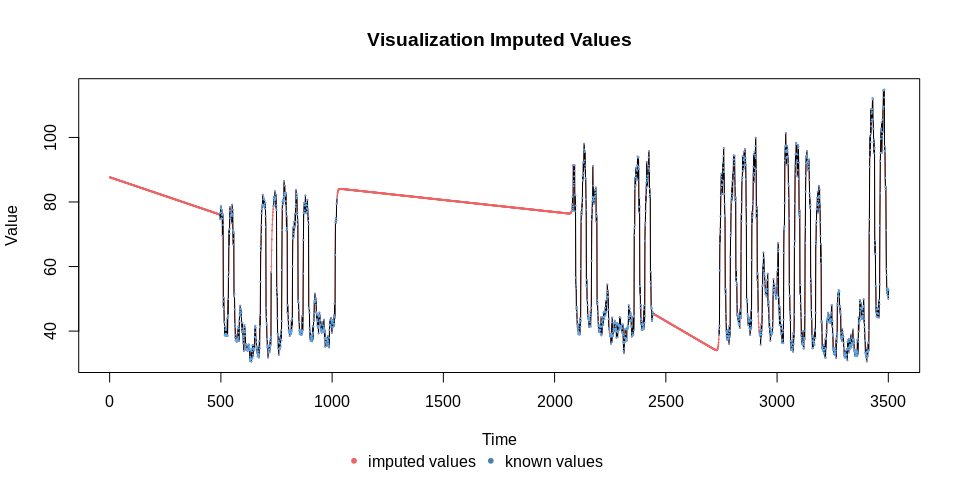 Visualization Imputed Values
Value
100
80
60
40
0 500 1000 1500 2000 2500 3000 3500
Time
imputed values known values